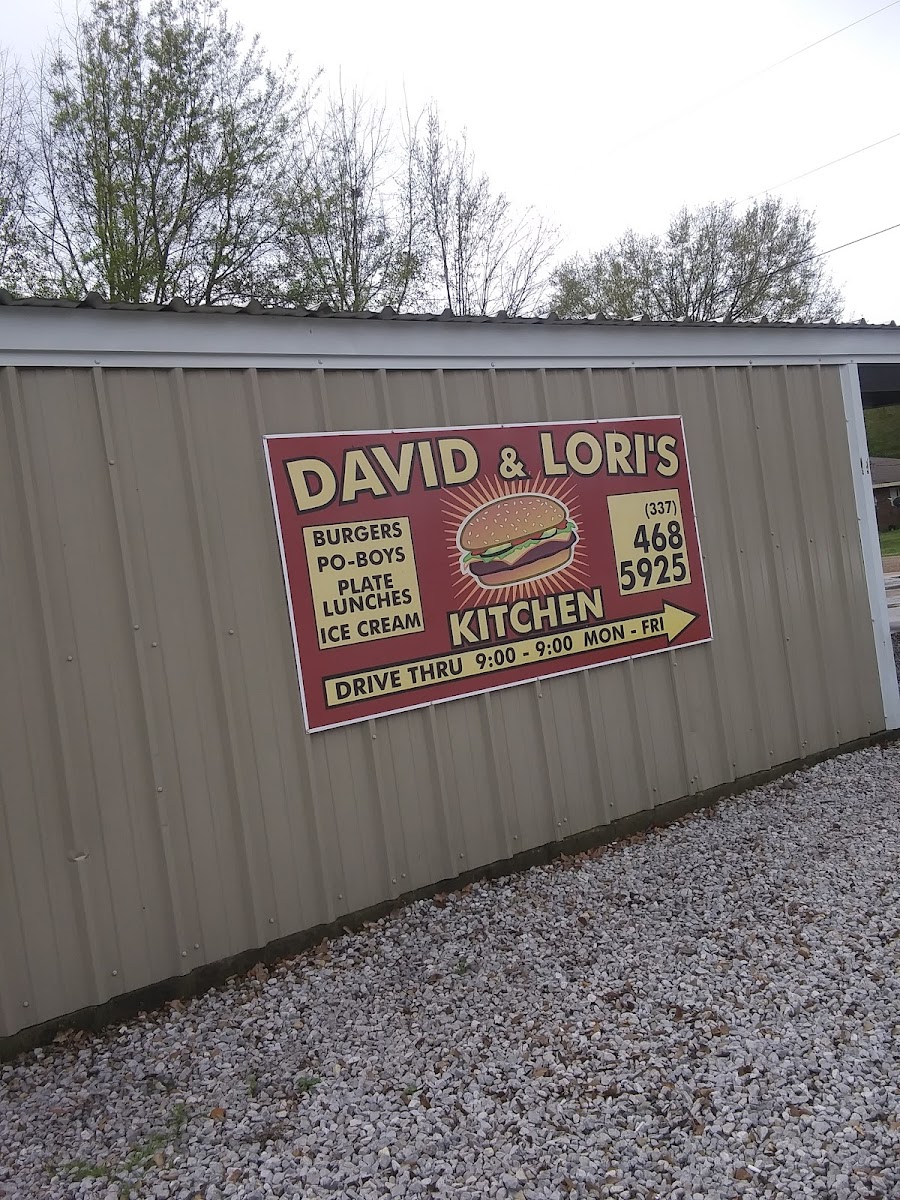 DAVID & LORI'S
BURGERS
PO-BOYS
PLATE
LUNCHES
ICE CREAM
(337)
468
5925
KITCHEN
DRIVE THRU 9:00 - 9:00 MON - FRI